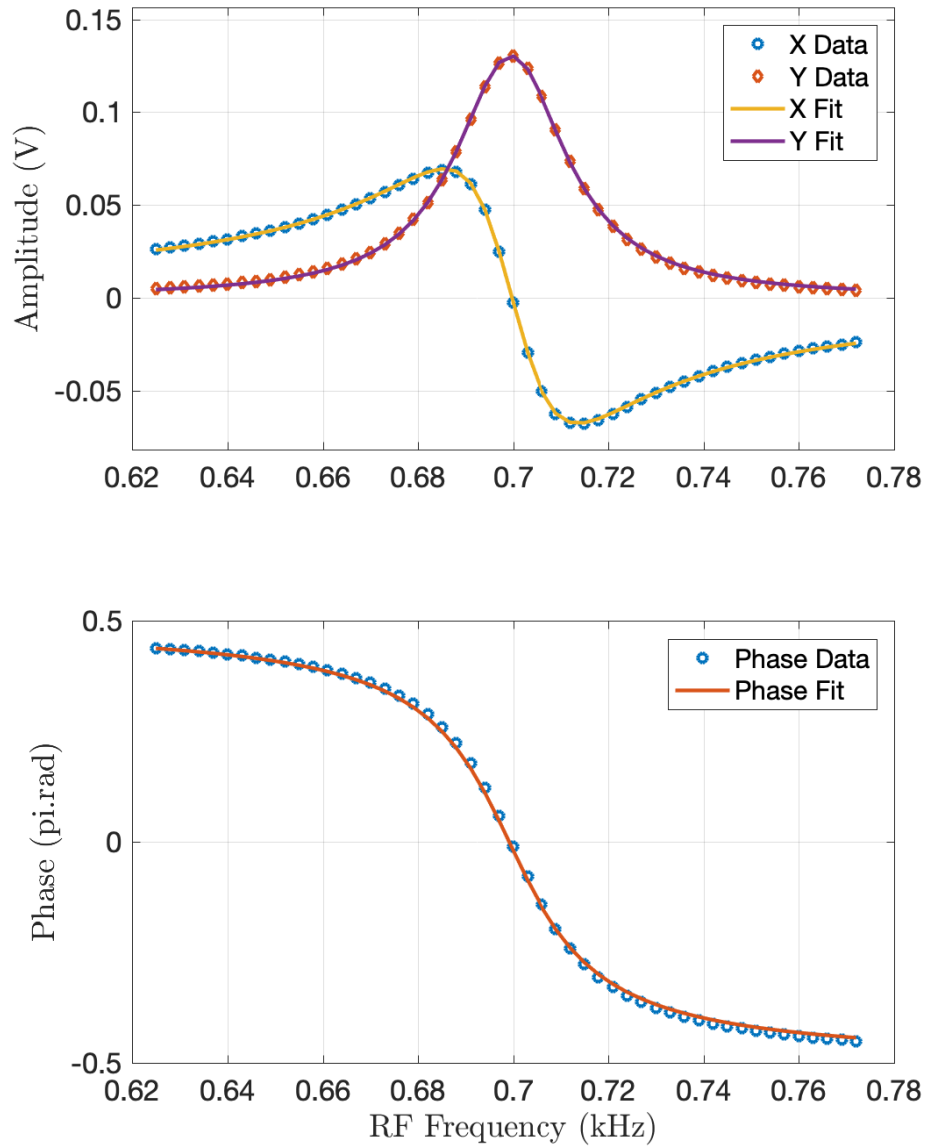 0.15
0.1
0.05
0
-0.05
Amplitude (V)
X Data
Y Data
X Fit
Y Fit
0.62 0.64 0.66 0.68 0.7 0.72 0.74 0.76 0.78
0.5
0
-0.5
Phase (pi.rad)
Phase Data
Phase Fit
0.62 0.64 0.66 0.68 0.7 0.72 0.74 0.76 0.78
RF Frequency (kHz)